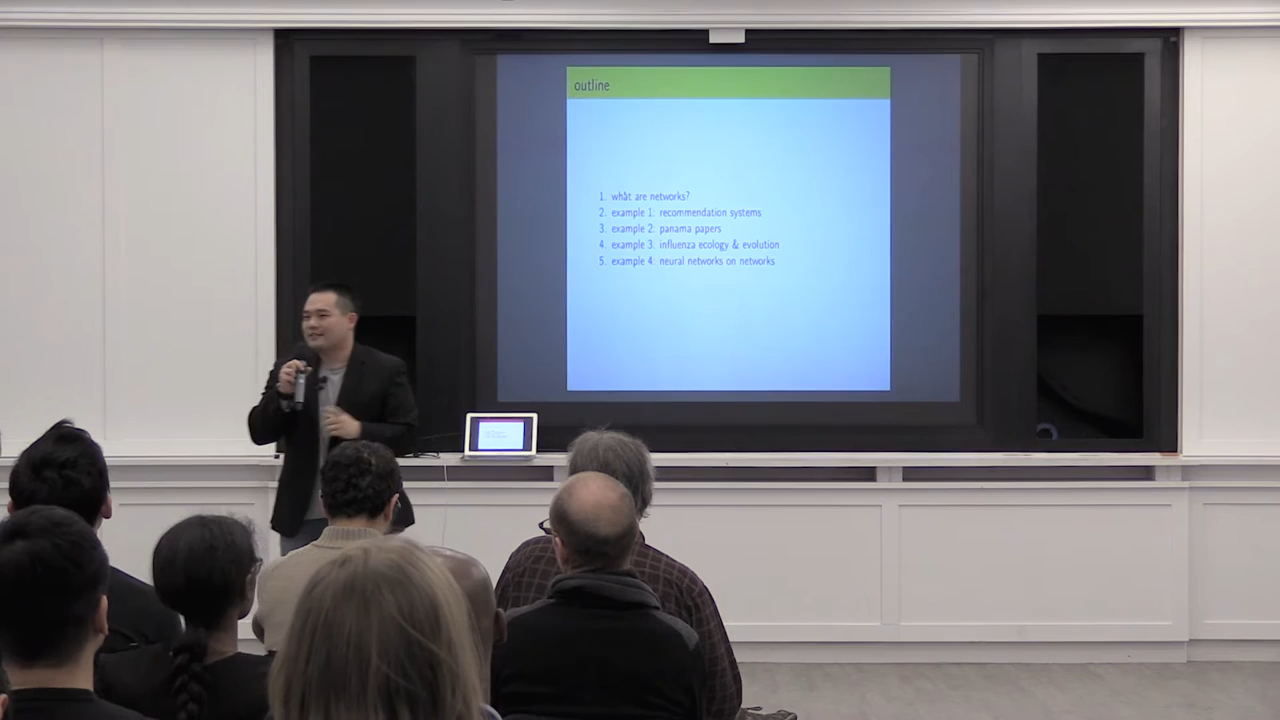 outline
1. what are networks?
2. example 1: recommendation systems
3. example 2: panama papers
4. example 3: influenza ecology & evolution
5. example 4: neural networks on networks